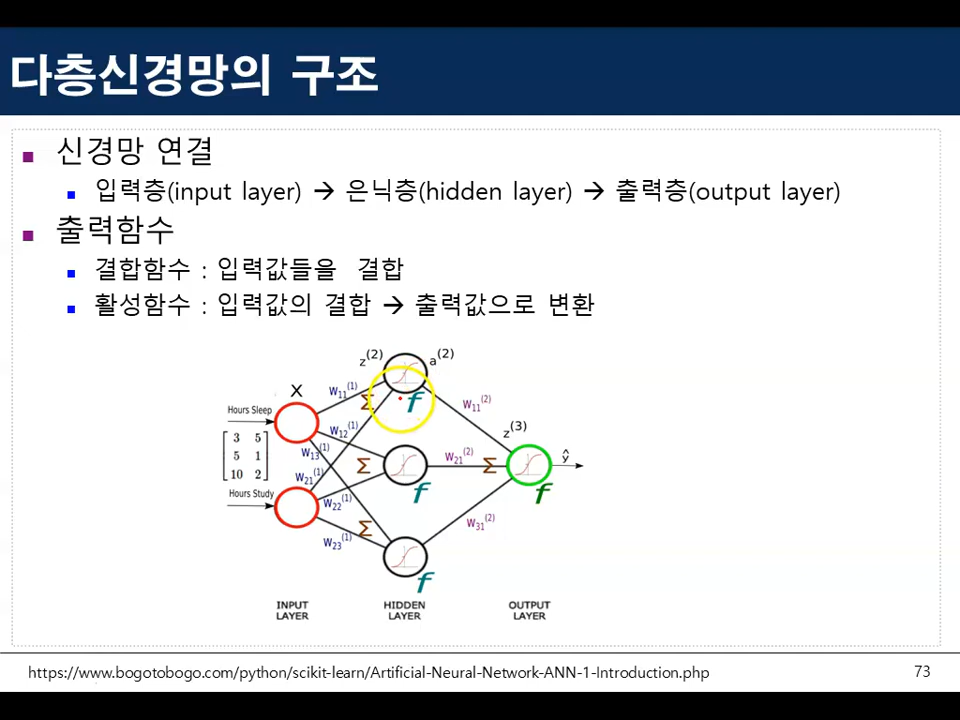 다층신경망의 구조
신경망 연결
입력층(input layer) → 은닉층(hidden layer) → 출력층(output layer)
출력함수
결합함수 : 입력값들을 결합
활성함수 : 입력값의 결합 → 출력값으로 변환
z(2) a(2)
X
W11(1)
Σ
f
W11(2)
Hours Sleep
W12(1)
z(3)
3 5
5 1
10 2
W13(1)
Σ
W21(2)
Σ
ŷ
W21(1)
Hours Study
W22(1)
f
f
W23(1)
Σ
W31(2)
f
INPUT LAYER
HIDDEN LAYER
OUTPUT LAYER
https://www.bogotobogo.com/python/scikit-learn/Artificial-Neural-Network-ANN-1-Introduction.php
73